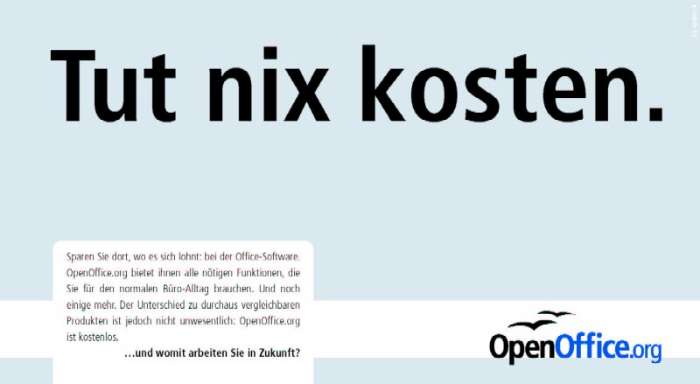 Tut nix kosten.
Sparen Sie dort, wo es sich lohnt: bei der Office-Software.
OpenOffice.org bietet ihnen alle nötigen Funktionen, die
Sie für den normalen Büro-Alltag brauchen. Und noch
einige mehr. Der Unterschied zu durchaus vergleichbaren
Produkten ist jedoch nicht unwesentlich: OpenOffice.org
ist kostenlos.
...und womit arbeiten Sie in Zukunft?
OpenOffice.org